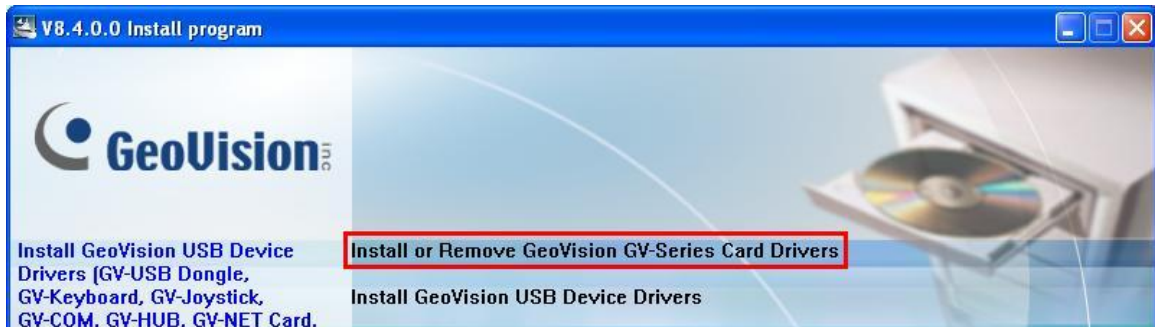 V8.4.0.0 Install program
GeoVision inc
Install GeoVision USB Device
Drivers (GV-USB Dongle,
GV-Keyboard, GV-Joystick,
GV-COM, GV-HUB, GV-NET Card,
Install or Remove GeoVision GV-Series Card Drivers
Install GeoVision USB Device Drivers